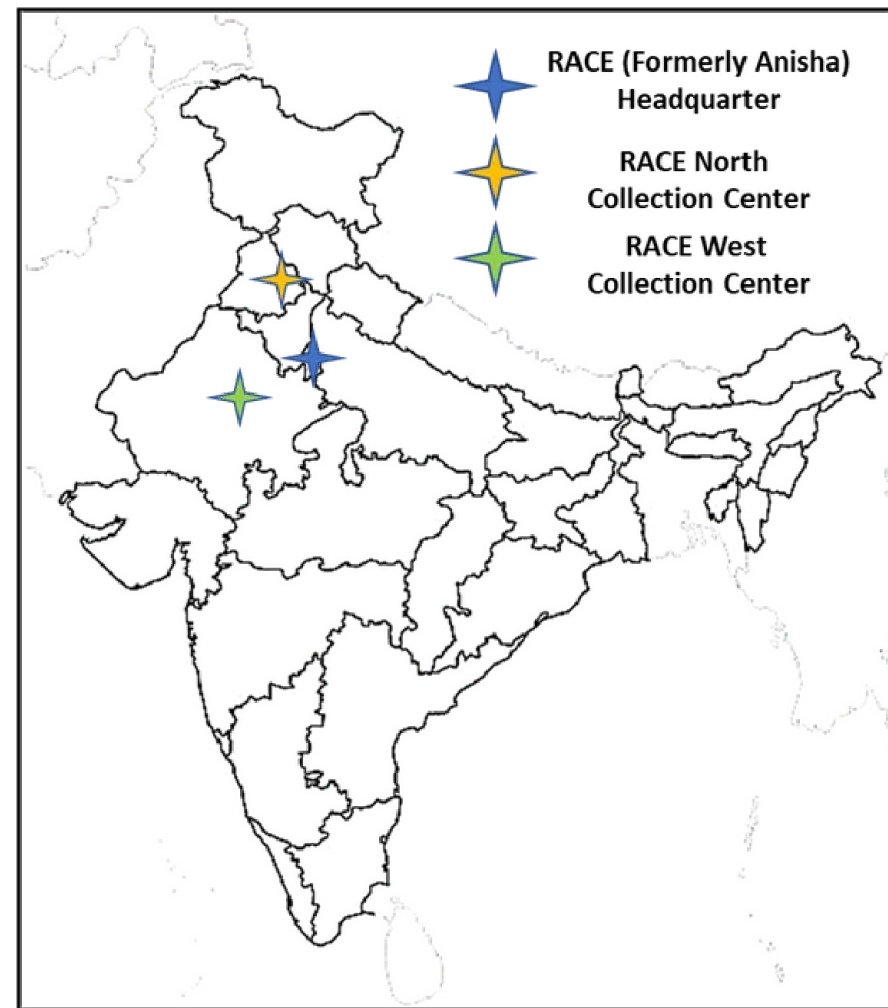 RACE (Formerly Anisha)
Headquarter
RACE North
Collection Center
RACE West
Collection Center